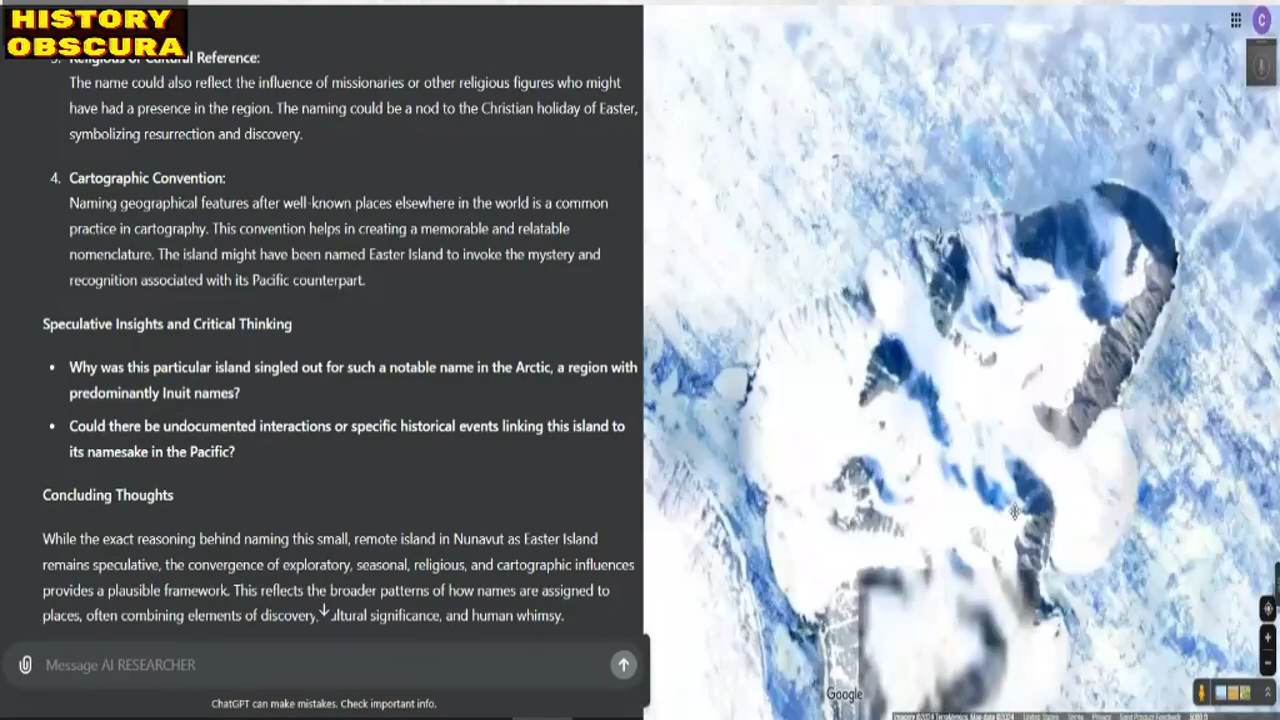 HISTORY
OBSCURA
Religious or Cultural Reference:
The name could also reflect the influence of missionaries or other religious figures who might
have had a presence in the region. The naming could be a nod to the Christian holiday of Easter,
symbolizing resurrection and discovery.
4. Cartographic Convention:
Naming geographical features after well-known places elsewhere in the world is a common
practice in cartography. This convention helps in creating a memorable and relatable
nomenclature. The island might have been named Easter Island to invoke the mystery and
recognition associated with its Pacific counterpart.
Speculative Insights and Critical Thinking
• Why was this particular island singled out for such a notable name in the Arctic, a region with
predominantly Inuit names?
• Could there be undocumented interactions or specific historical events linking this island to
its namesake in the Pacific?
Concluding Thoughts
While the exact reasoning behind naming this small, remote island in Nunavut as Easter Island
remains speculative, the convergence of exploratory, seasonal, religious, and cartographic influences
provides a plausible framework. This reflects the broader patterns of how names are assigned to
places, often combining elements of discovery, significance, and human whimsy.
Message AI RESEARCHER
ChatGPT can make mistakes. Check important info.
C
Google